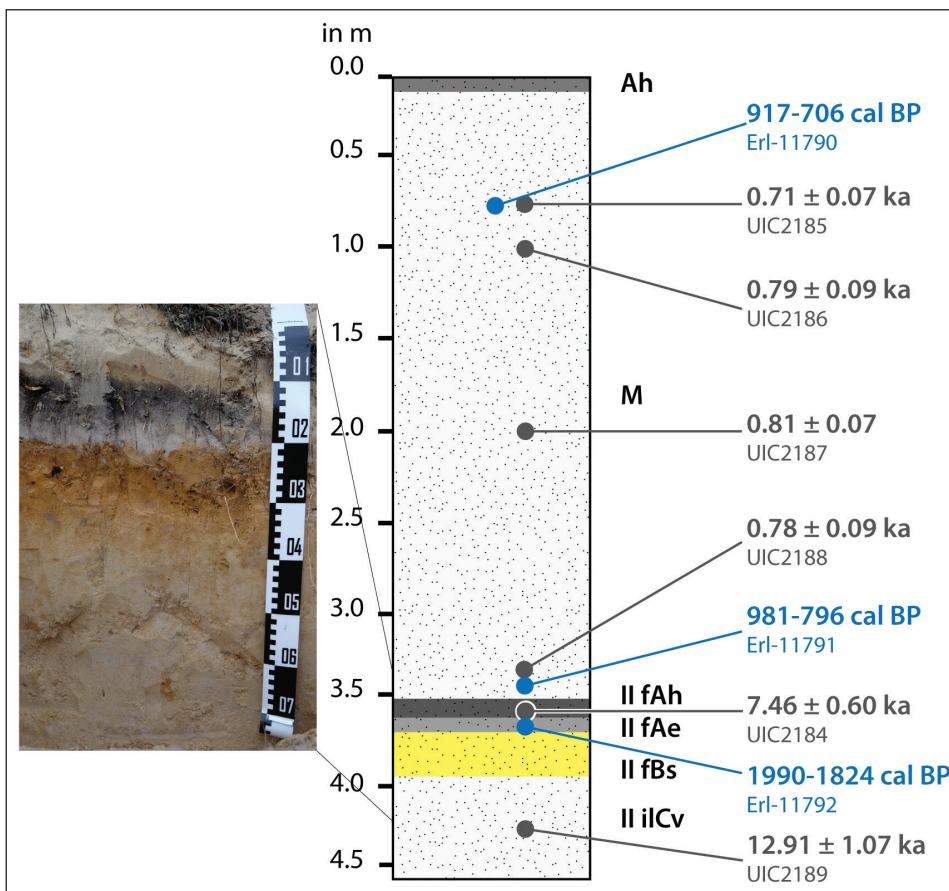 in m
0.0
Ah
917-706 cal BP
Erl-11790
0.5
0.71 ± 0.07 ka
UIC2185
1.0
0.79 ± 0.09 ka
UIC2186
1.5
M
2.0
0.81 ± 0.07
UIC2187
2.5
0.78 ± 0.09 ka
UIC2188
3.0
981-796 cal BP
Erl-11791
3.5
II fAh
7.46 ± 0.60 ka
UIC2184
II fAe
II fBs
1990-1824 cal BP
Erl-11792
4.0
II ilCv
12.91 ± 1.07 ka
UIC2189
4.5
01
02
03
04
05
06
07